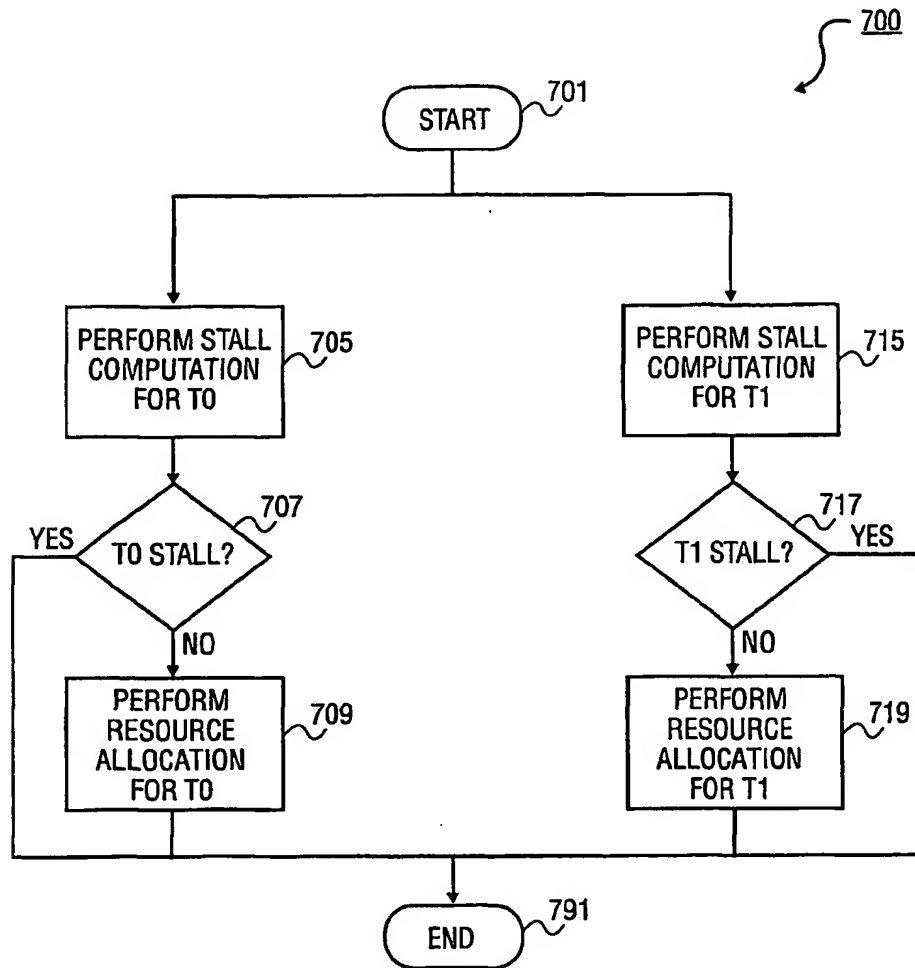 700
START
701
PERFORM STALL
COMPUTATION
FOR T0
705
PERFORM STALL
COMPUTATION
FOR T1
715
YES
T0 STALL?
707
NO
T1 STALL?
717
YES
NO
PERFORM
RESOURCE
ALLOCATION
FOR T0
709
PERFORM
RESOURCE
ALLOCATION
FOR T1
719
END
791